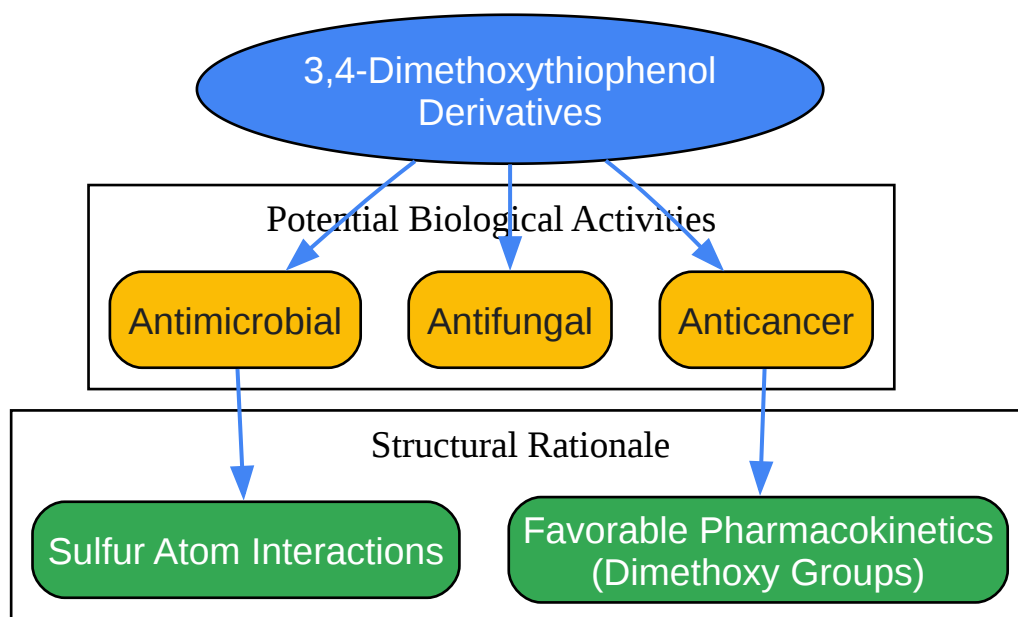 3,4-Dimethoxythiophenol
Derivatives
Potential Biological Activities
Antimicrobial
Antifungal
Anticancer
Structural Rationale
Sulfur Atom Interactions
Favorable Pharmacokinetics
(Dimethoxy Groups)